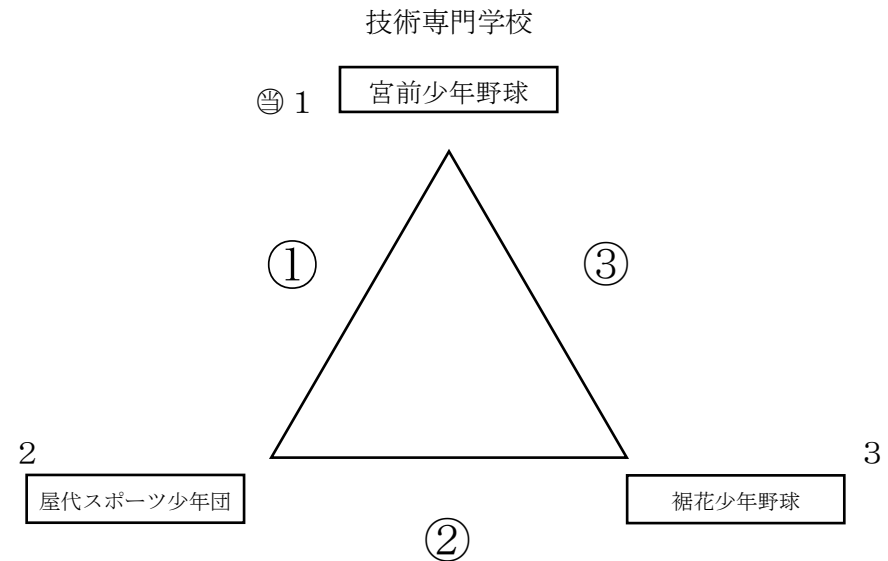 技術専門学校
宮前少年野球
㊜１
①
③
２
３
屋代スポーツ少年団
裾花少年野球
②